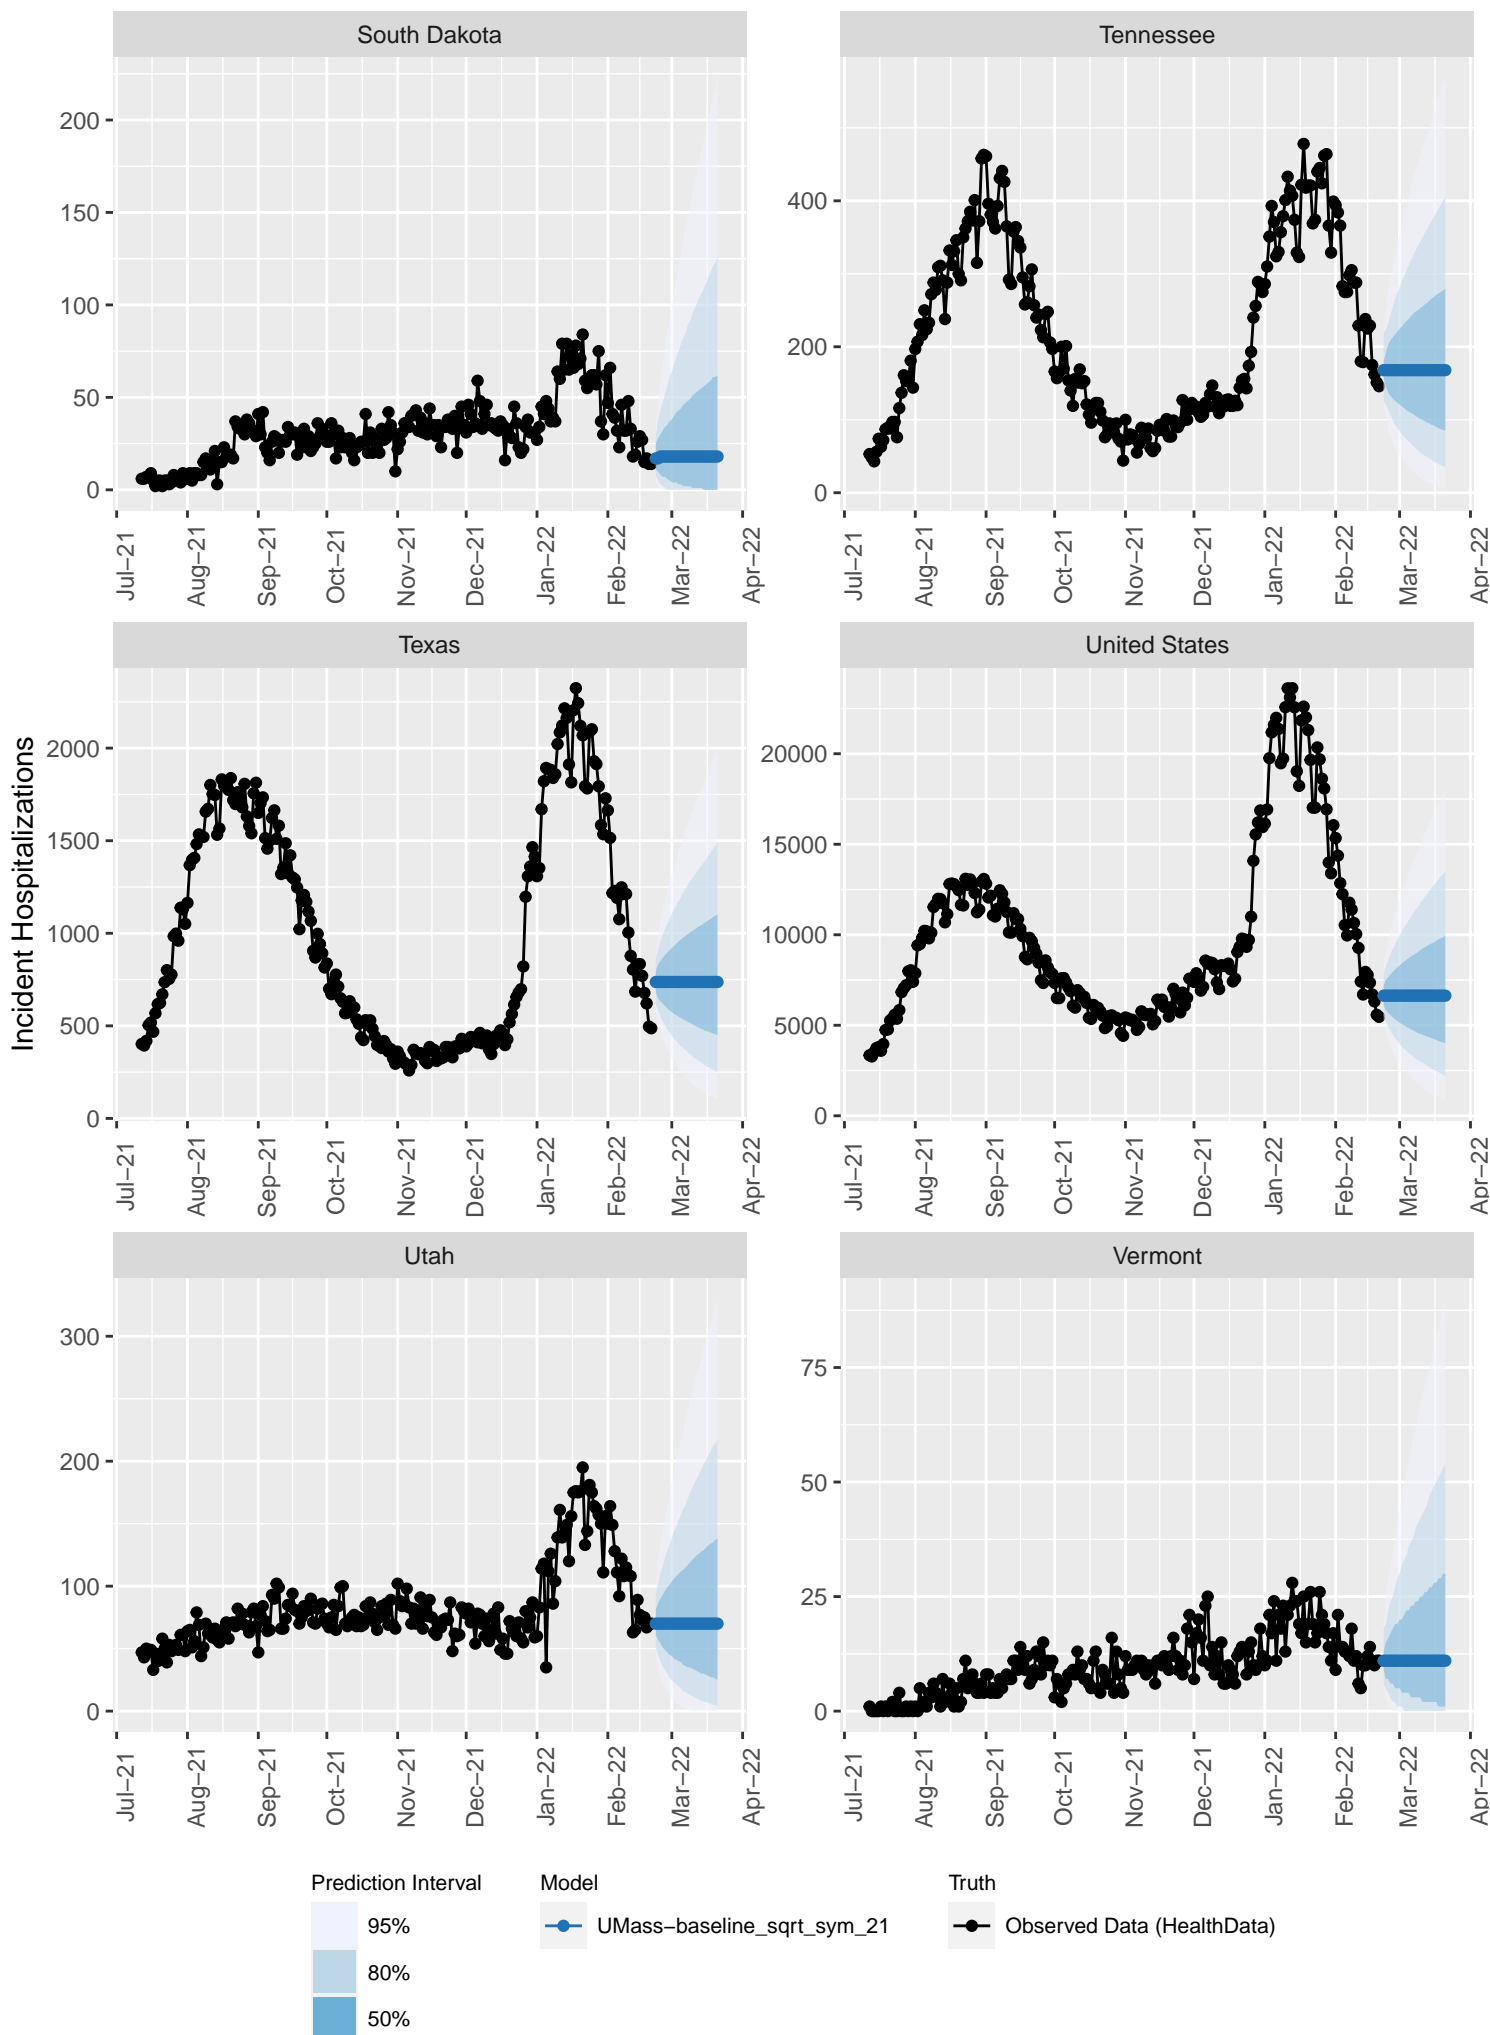 South Dakota
Tennessee
200
150
100
50
0
400
200
0
Jul−21
Aug−21
Sep−21
Oct−21
Nov−21
Dec−21
Jan−22
Feb−22
Mar−22
Apr−22
Jul−21
Aug−21
Sep−21
Oct−21
Nov−21
Dec−21
Jan−22
Feb−22
Mar−22
Apr−22
Texas
United States
Incident Hospitalizations
2000
1500
1000
500
0
20000
15000
10000
5000
0
Jul−21
Aug−21
Sep−21
Oct−21
Nov−21
Dec−21
Jan−22
Feb−22
Mar−22
Apr−22
Jul−21
Aug−21
Sep−21
Oct−21
Nov−21
Dec−21
Jan−22
Feb−22
Mar−22
Apr−22
Utah
Vermont
300
200
100
0
75
50
25
0
Jul−21
Aug−21
Sep−21
Oct−21
Nov−21
Dec−21
Jan−22
Feb−22
Mar−22
Apr−22
Jul−21
Aug−21
Sep−21
Oct−21
Nov−21
Dec−21
Jan−22
Feb−22
Mar−22
Apr−22
Prediction Interval
95%
80%
50%
Model
UMass−baseline_sqrt_sym_21
Truth
Observed Data (HealthData)